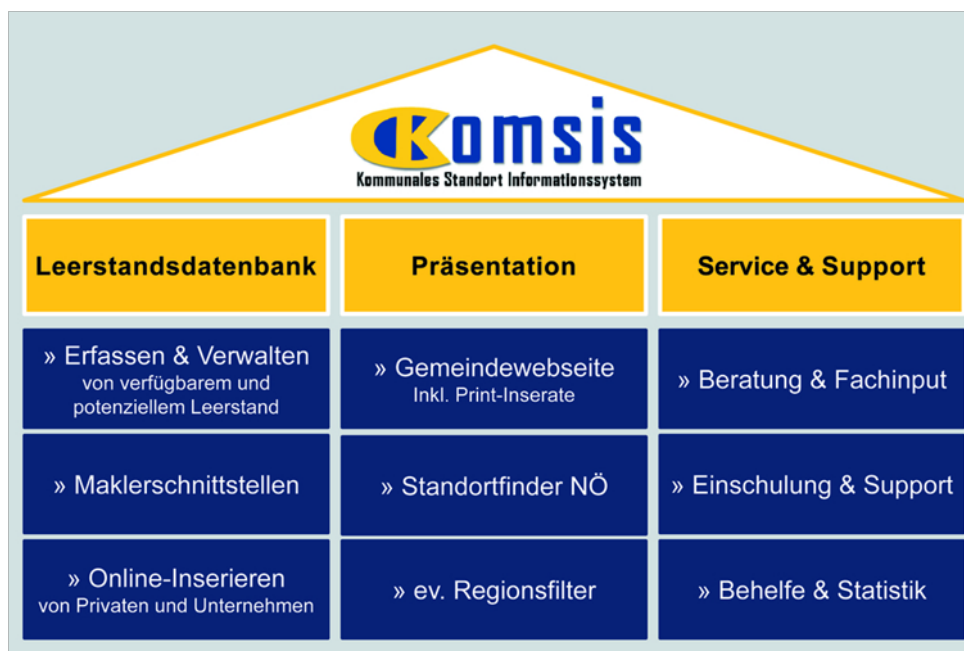 Komsis
Kommunales Standort Informationssystem
Leerstandsdatenbank
» Erfassen & Verwalten
von verfügbarem und
potenziellem Leerstand
» Maklerschnittstellen
» Online-Inserieren
von Privaten und Unternehmen
Präsentation
» Gemeindewebseite
Inkl. Print-Inserate
» Standortfinder NÖ
» ev. Regionsfilter
Service & Support
» Beratung & Fachinput
» Einschulung & Support
» Behelfe & Statistik